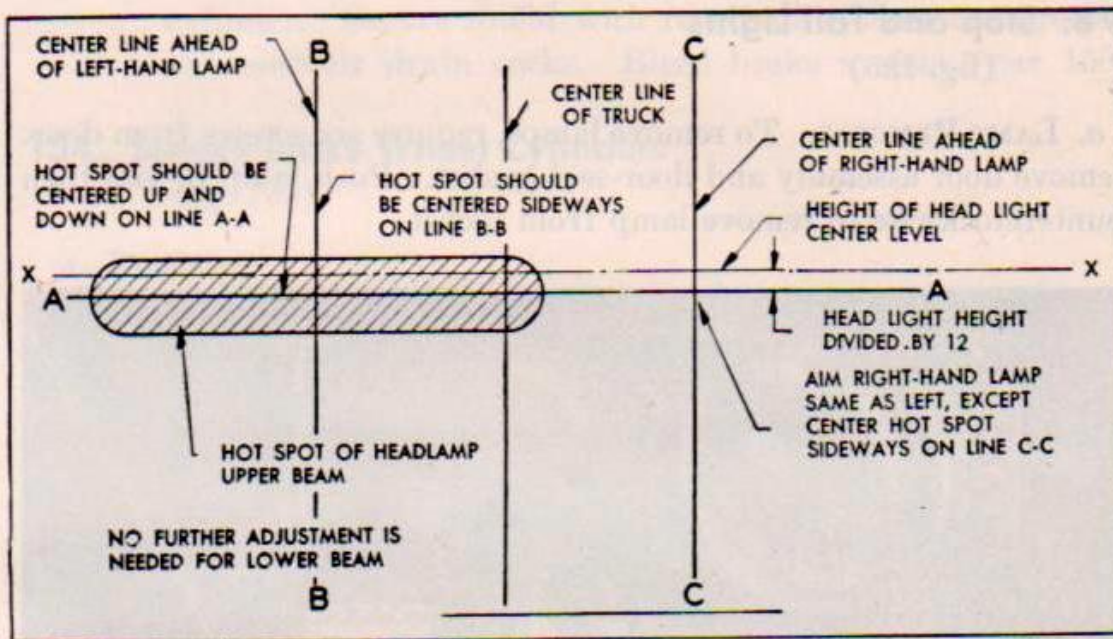 B
C
CENTER LINE AHEAD
OF LEFT-HAND LAMP
CENTER LINE
OF TRUCK
CENTER LINE AHEAD
OF RIGHT-HAND LAMP
HOT SPOT SHOULD BE
CENTERED UP AND
DOWN ON LINE A-A
HOT SPOT SHOULD
BE CENTERED SIDEWAYS
ON LINE B-B
HEIGHT OF HEAD LIGHT
CENTER LEVEL
X
X
A
A
HEAD LIGHT HEIGHT
DIVIDED.BY 12
AIM RIGHT-HAND LAMP
SAME AS LEFT, EXCEPT
CENTER HOT SPOT
SIDEWAYS ON LINE C-C
HOT SPOT OF HEADLAMP
UPPER BEAM
NO FURTHER ADJUSTMENT IS
NEEDED FOR LOWER BEAM
B
C